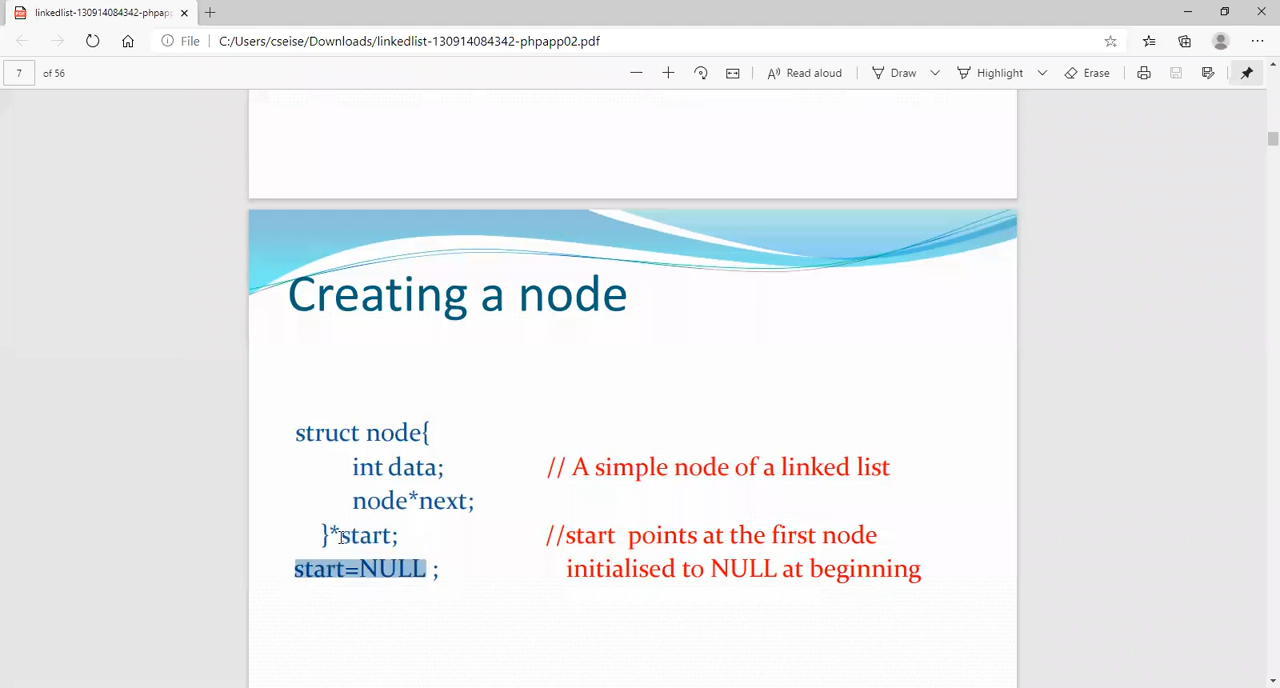 linkedlist-130914084342-phpapp
File C:/Users/cseise/Downloads/linkedlist-130914084342-phpapp02.pdf
7 of 56 Read aloud Draw Highlight Erase
Creating a node
struct node{
int data; // A simple node of a linked list
node*next;
}*start; //start points at the first node
start=NULL ; initialised to NULL at beginning